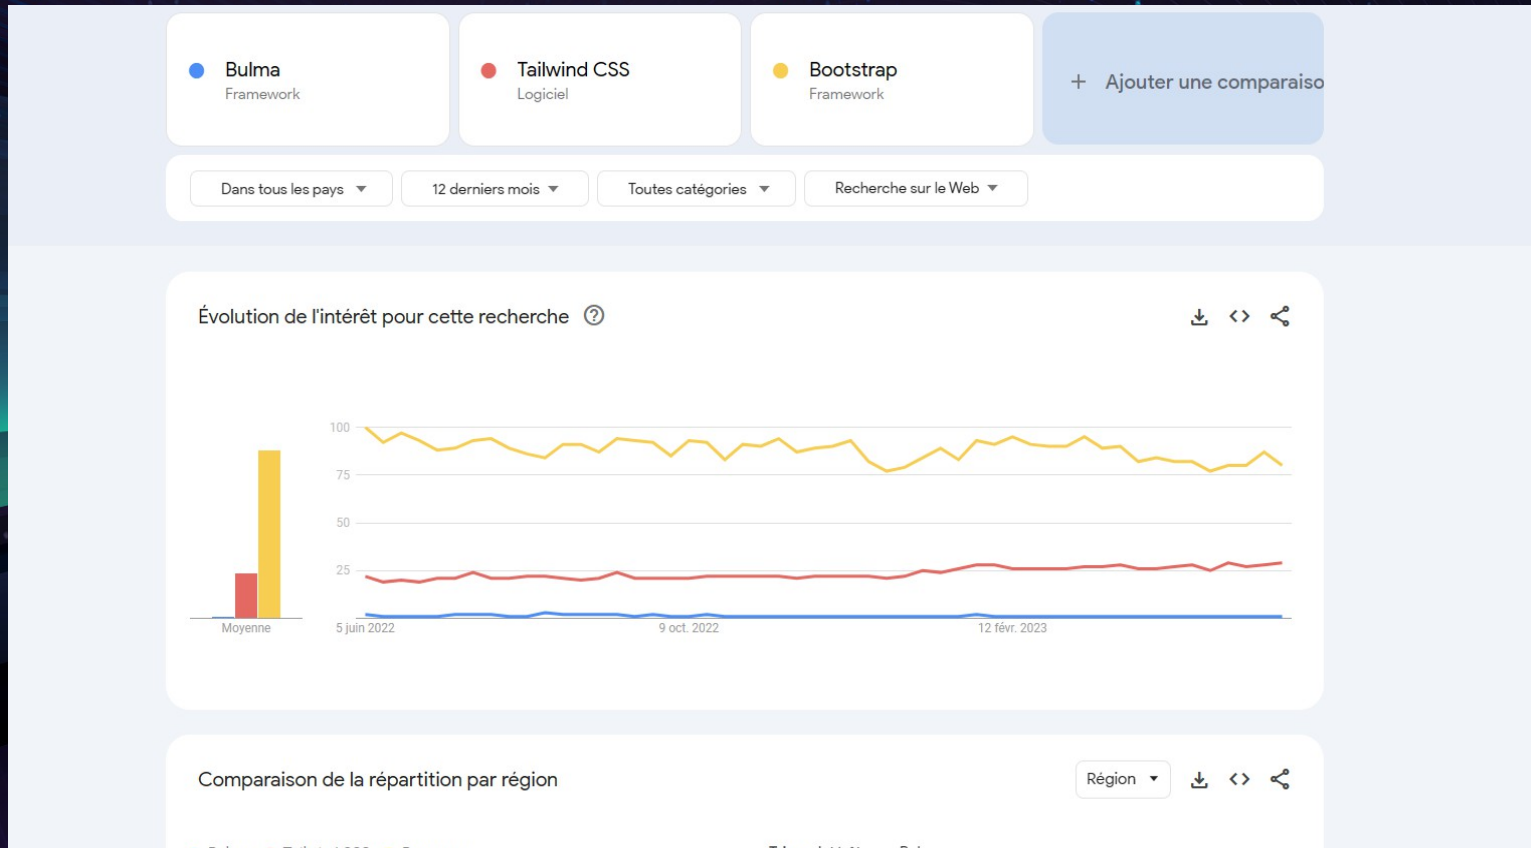 Bulma
Framework
Tailwind CSS
Logiciel
Bootstrap
Framework
+ Ajouter une comparaiso
Dans tous les pays
12 derniers mois
Toutes catégories
Recherche sur le Web
Évolution de l'intérêt pour cette recherche ?
100
75
50
25
Moyenne
5 juin 2022
9 oct. 2022
12 févr. 2023
Comparaison de la répartition par région
Région